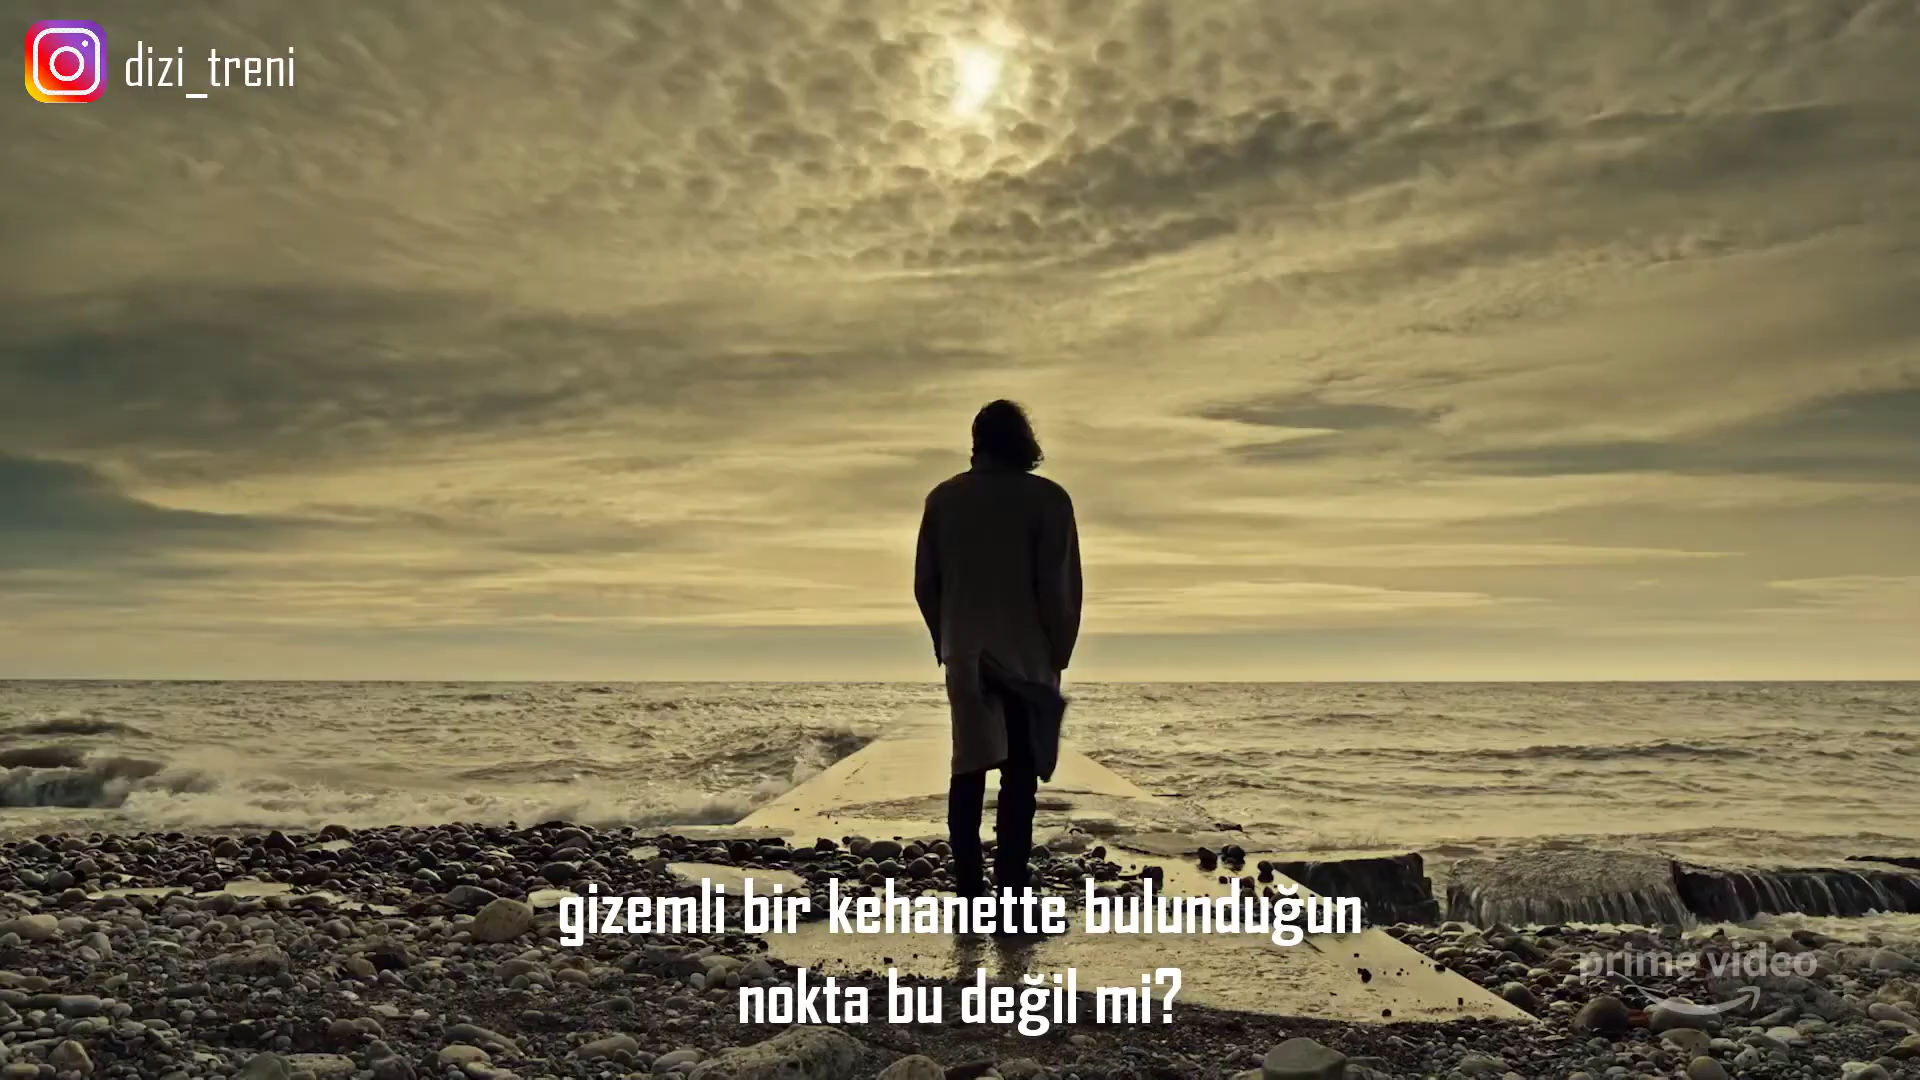 dizi_treni
gizemli bir kehanette bulunduğun
nokta bu değil mi?
prime video